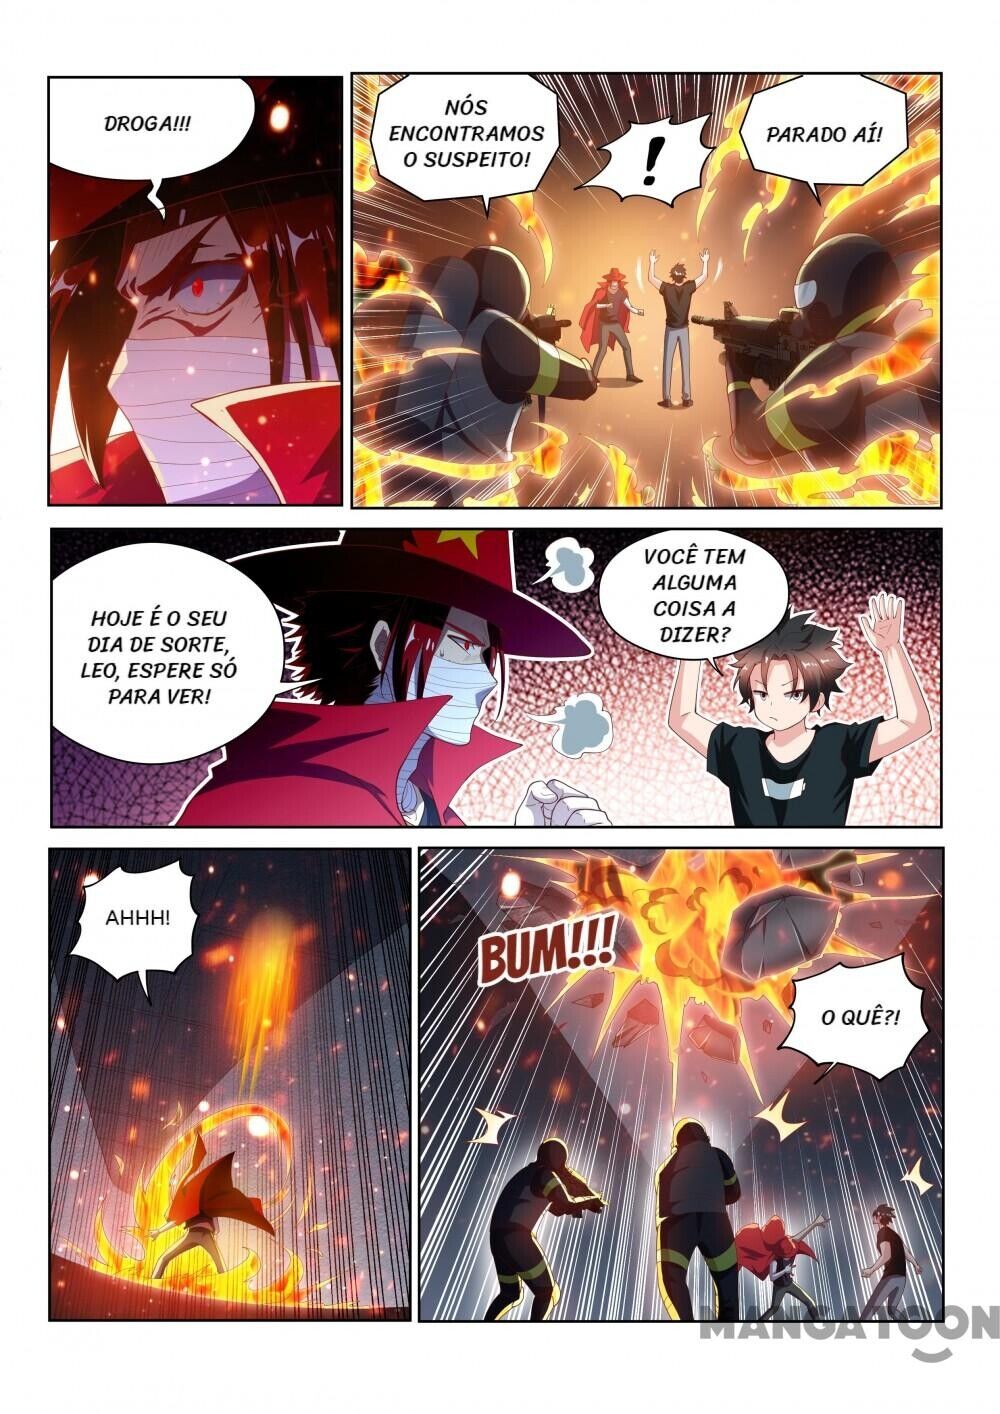 DROGA!!!
NÓS
ENCONTRAMOS
O SUSPEITO!
!
PARADO AÍ!
HOJE É O SEU
DIA DE SORTE,
LEO, ESPERE SÓ
PARA VER!
VOCÊ TEM
ALGUMA
COISA A
DIZER?
AHHH!
BUM!!!
O QUÊ?!
MANGATOON